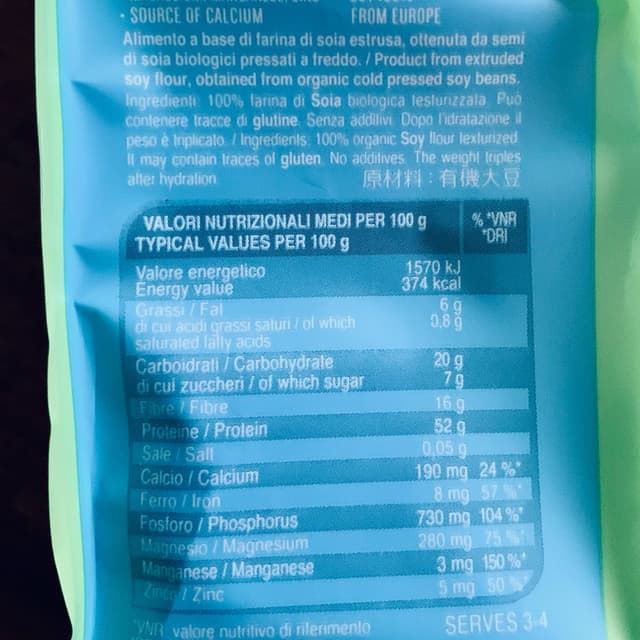 • SOURCE OF CALCIUM
FROM EUROPE
Alimento a base di farina di soia estrusa, ottenuta da semi
di soia biologici pressati a freddo. / Product from extruded
soy flour, obtained from organic cold pressed soy beans.
Ingredienti: 100% farina di Soia biologica testurizzata. Può
contenere tracce di glutine. Senza additivi. Dopo l'idratazione il
peso è triplicato. / Ingredients: 100% organic Soy flour texturized.
It may contain traces of gluten. No additives. The weight triples
after hydration.
原材料：有機大豆
VALORI NUTRIZIONALI MEDI PER 100 g % *VNR
TYPICAL VALUES PER 100 g *DRI
Valore energetico 1570 kJ
Energy value 374 kcal
Grassi / Fat 6 g
di cui acidi grassi saturi / of which 0,8 g
saturated fatty acids
Carboidrati / Carbohydrate 20 g
di cui zuccheri / of which sugar 7 g
Fibre / Fibre 16 g
Proteine / Protein 52 g
Sale / Salt 0,05 g
Calcio / Calcium 190 mg 24 %*
Ferro / Iron 8 mg 57 %*
Fosforo / Phosphorus 730 mg 104 %*
Magnesio / Magnesium 280 mg 75 %*
Manganese / Manganese 3 mg 150 %*
Zinco / Zinc 5 mg 50 %*
*VNR valore nutritivo di riferimento
SERVES 3-4